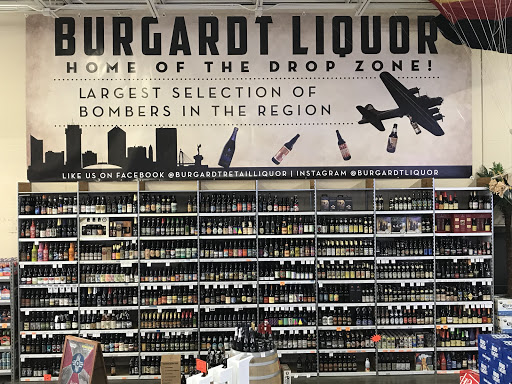 BURGARDT LIQUOR
HOME OF THE DROP ZONE!
LARGEST SELECTION OF
BOMBERS IN THE REGION
LIKE US ON FACEBOOK @BURGARDTRETAILLIQUOR | INSTAGRAM @BURGARDTLIQUOR